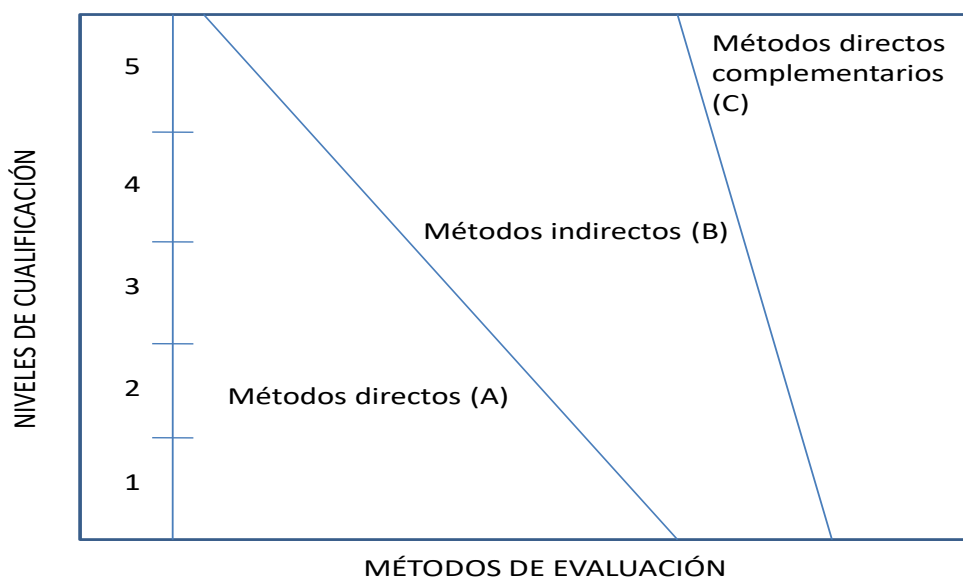 NIVELES DE CUALIFICACIÓN
5
4
3
2
1
Métodos directos
complementarios
(C)
Métodos indirectos (B)
Métodos directos (A)
MÉTODOS DE EVALUACIÓN